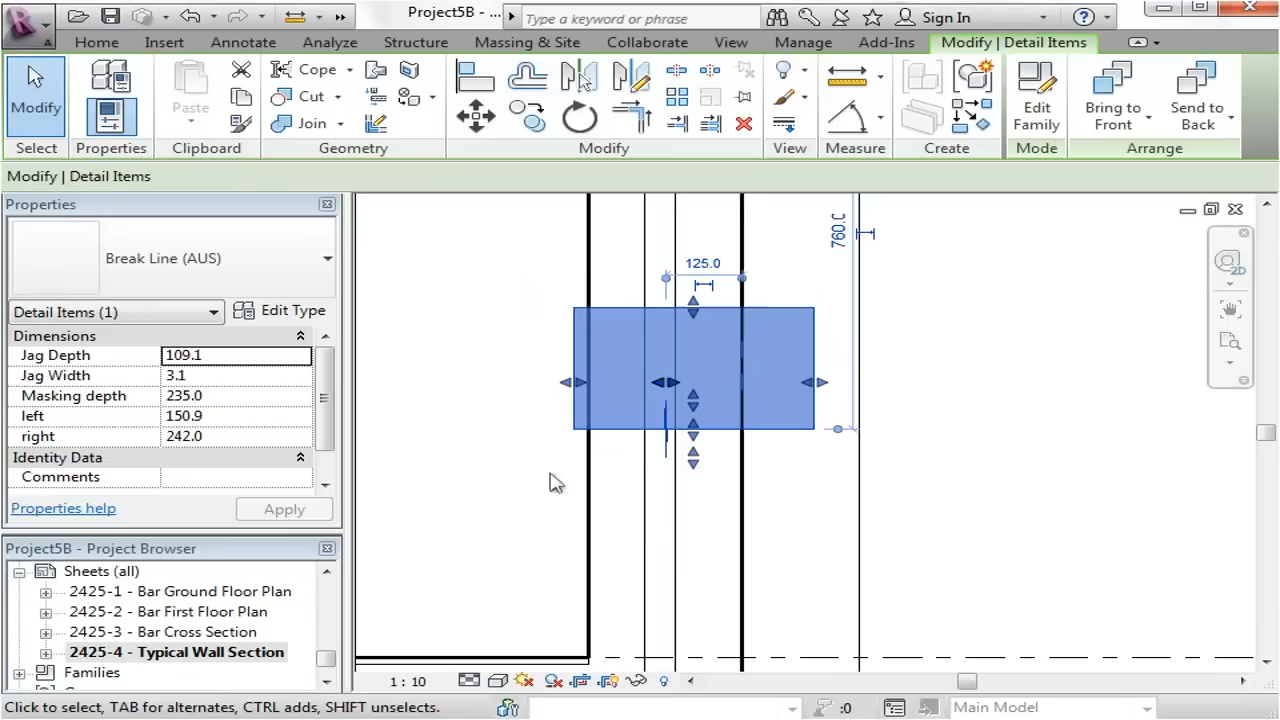 Project5B - ...
Type a keyword or phrase
Sign In
Home Insert Annotate Analyze Structure Massing & Site Collaborate View Manage Add-Ins Modify | Detail Items
Modify
Paste
Cope
Cut
Join
Edit Family
Bring to Front
Send to Back
Select Properties Clipboard Geometry Modify View Measure Create Mode Arrange
Modify | Detail Items
Properties
Break Line (AUS)
Detail Items (1) Edit Type
Dimensions
Jag Depth 109.1
Jag Width 3.1
Masking depth 235.0
left 150.9
right 242.0
Identity Data
Comments
Properties help Apply
Project5B - Project Browser
Sheets (all)
2425-1 - Bar Ground Floor Plan
2425-2 - Bar First Floor Plan
2425-3 - Bar Cross Section
2425-4 - Typical Wall Section
Families
125.0
760.0
2D
1 : 10
Click to select, TAB for alternates, CTRL adds, SHIFT unselects.
:0
Main Model